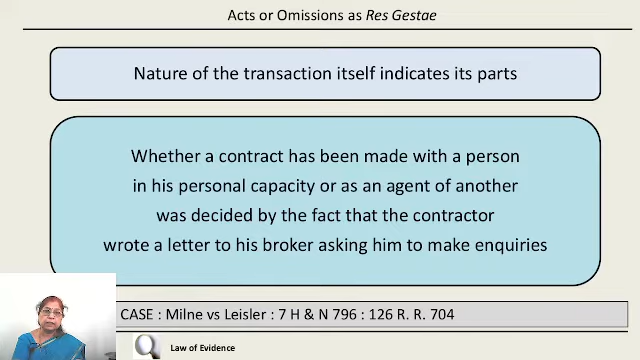 Acts or Omissions as Res Gestae
Nature of the transaction itself indicates its parts
Whether a contract has been made with a person
in his personal capacity or as an agent of another
was decided by the fact that the contractor
wrote a letter to his broker asking him to make enquiries
CASE : Milne vs Leisler : 7 H & N 796 : 126 R. R. 704
Law of Evidence